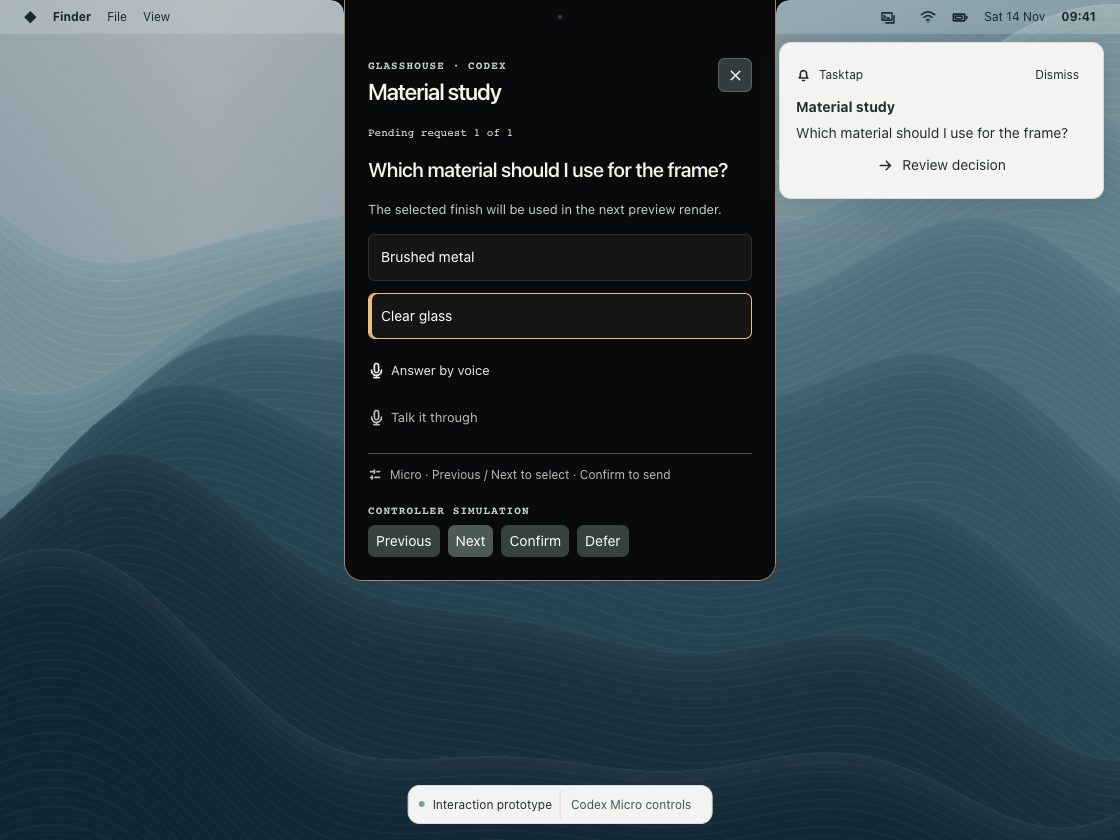 Finder File View
Sat 14 Nov 09:41
GLASSHOUSE · CODEX
Material study
Pending request 1 of 1
Which material should I use for the frame?
The selected finish will be used in the next preview render.
Brushed metal
Clear glass
Answer by voice
Talk it through
Micro · Previous / Next to select · Confirm to send
CONTROLLER SIMULATION
Previous Next Confirm Defer
Tasktap Dismiss
Material study
Which material should I use for the frame?
Review decision
Interaction prototype Codex Micro controls